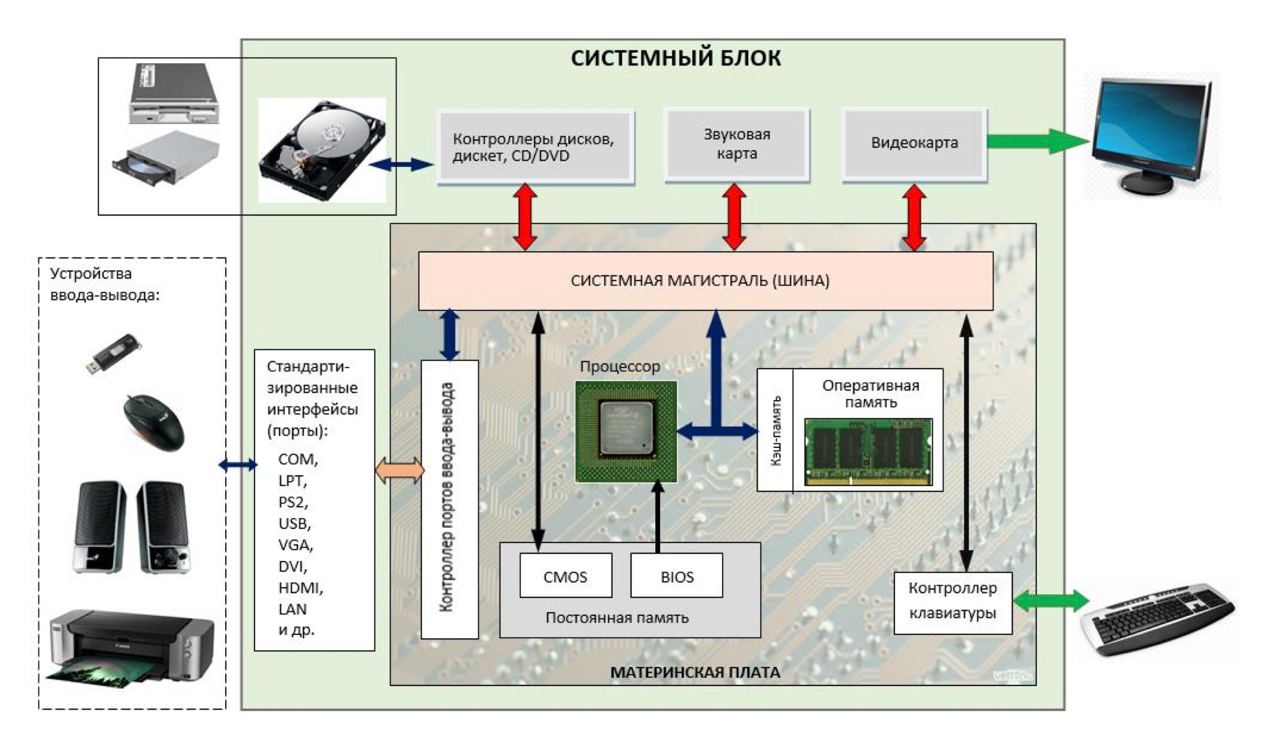 СИСТЕМНЫЙ БЛОК
Контроллеры дисков,
дискет, CD/DVD
Звуковая
карта
Видеокарта
СИСТЕМНАЯ МАГИСТРАЛЬ (ШИНА)
Устройства
ввода-вывода:
Стандарти-
зированные
интерфейсы
(порты):
COM,
LPT,
PS2,
USB,
VGA,
DVI,
HDMI,
LAN
и др.
Контроллер портов ввода-вывода
Процессор
Кэш-память
Оперативная
память
CMOS
BIOS
Постоянная память
Контроллер
клавиатуры
МАТЕРИНСКАЯ ПЛАТА